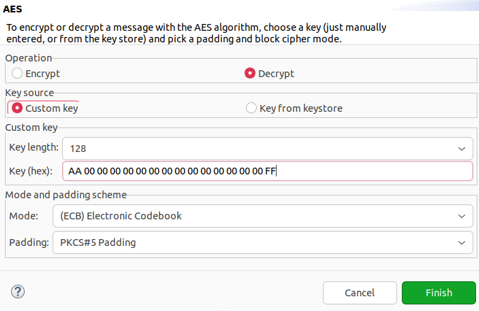 AES
To encrypt or decrypt a message with the AES algorithm, choose a key (just manually
entered, or from the key store) and pick a padding and block cipher mode.
Operation
Encrypt Decrypt
Key source
Custom key Key from keystore
Custom key
Key length: 128
Key (hex): AA 00 00 00 00 00 00 00 00 00 00 00 00 00 00 FF
Mode and padding scheme
Mode: (ECB) Electronic Codebook
Padding: PKCS#5 Padding
? Cancel Finish